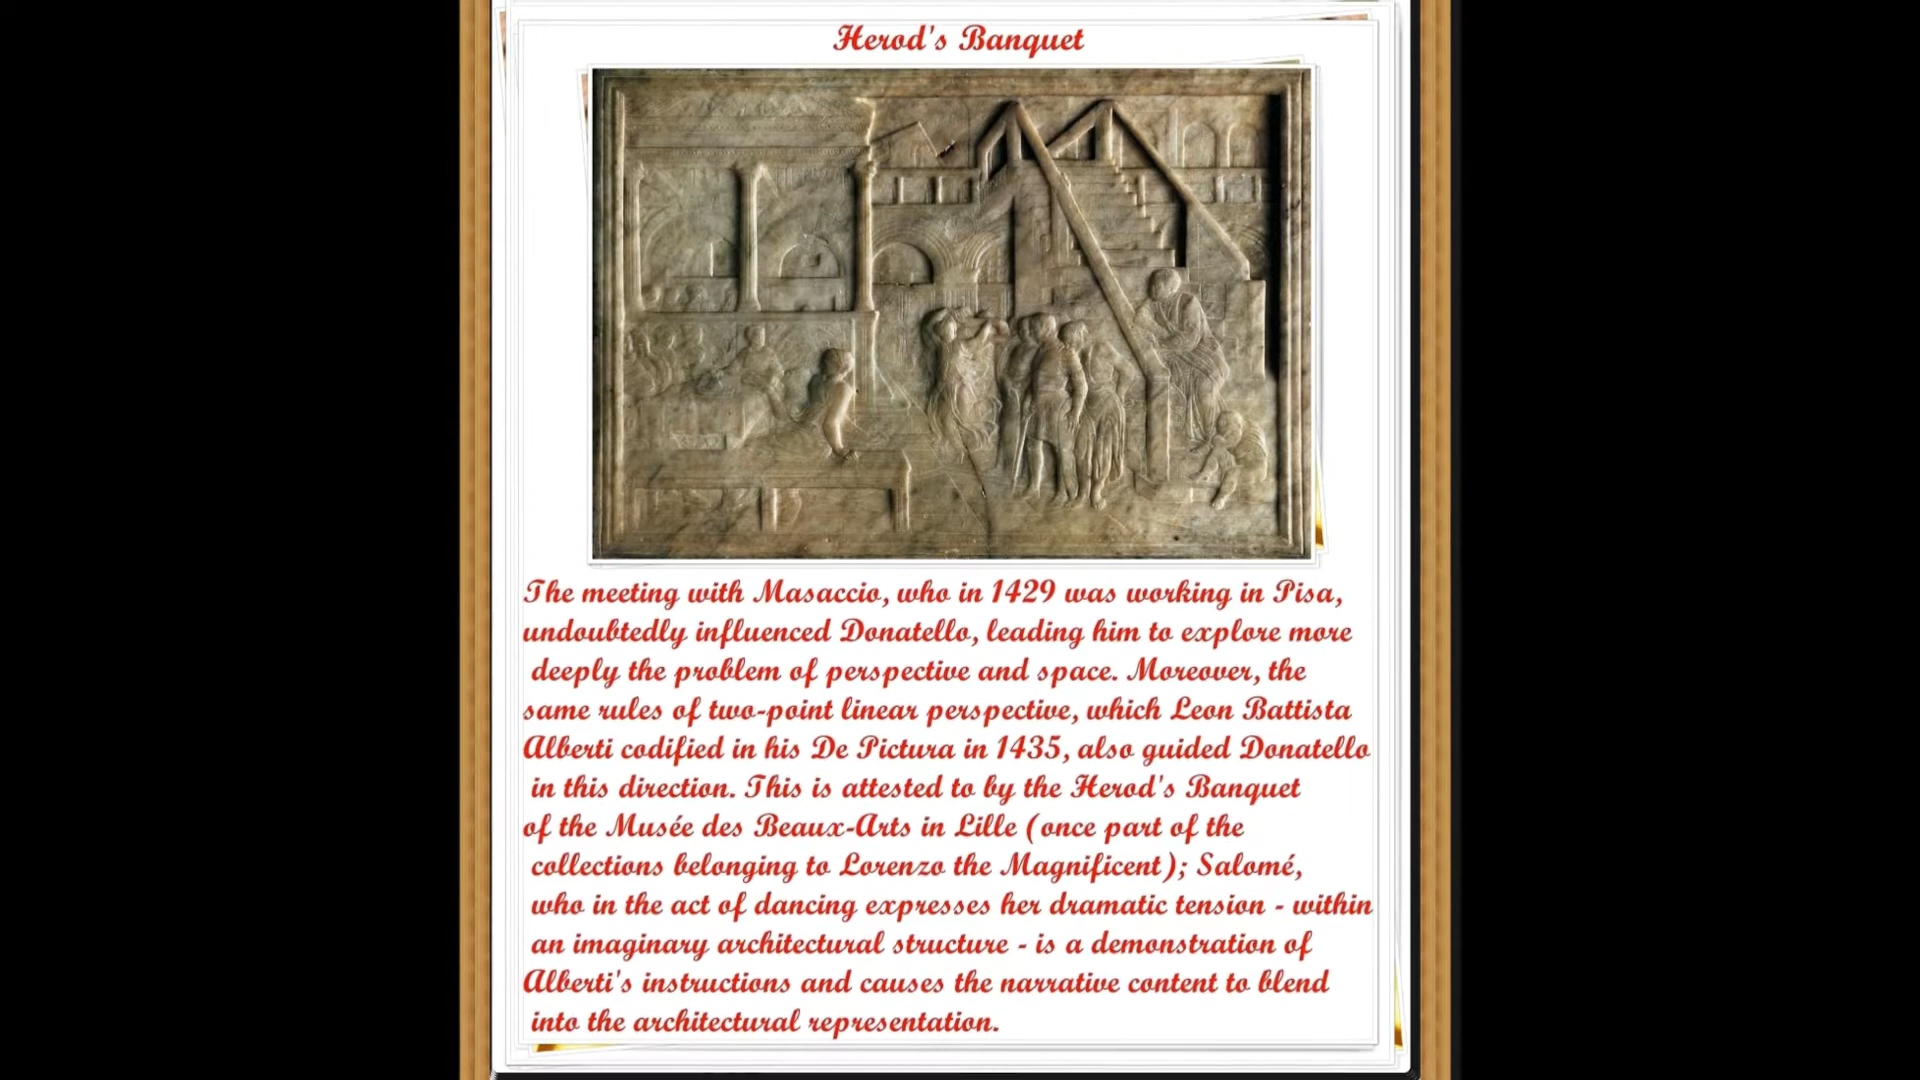 Herod's Banquet
The meeting with Masaccio, who in 1429 was working in Pisa,
undoubtedly influenced Donatello, leading him to explore more
deeply the problem of perspective and space. Moreover, the
same rules of two-point linear perspective, which Leon Battista
Alberti codified in his De Pictura in 1435, also guided Donatello
in this direction. This is attested to by the Herod's Banquet
of the Musée des Beaux-Arts in Lille (once part of the
collections belonging to Lorenzo the Magnificent); Salomé,
who in the act of dancing expresses her dramatic tension - within
an imaginary architectural structure - is a demonstration of
Alberti's instructions and causes the narrative content to blend
into the architectural representation.